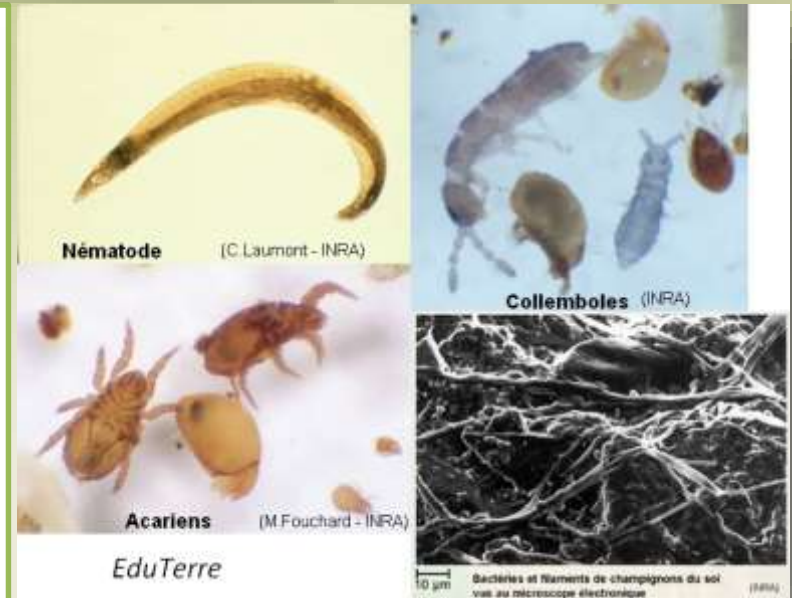 Nématode (C.Laumont - INRA)
Collemboles (INRA)
Acariens (M.Fouchard - INRA)
EduTerre
10 µm
Bactéries et filaments de champignons du sol
vus au microscope électronique (INRA)